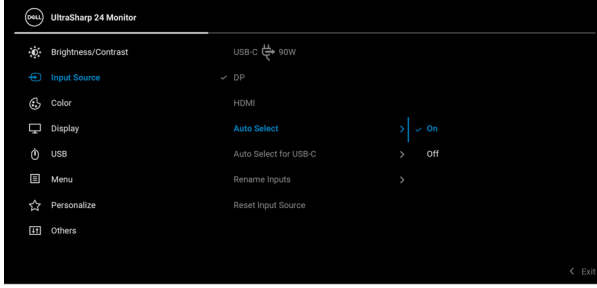 DELL UltraSharp 24 Monitor
Brightness/Contrast
Input Source
Color
Display
USB
Menu
Personalize
Others
USB-C 90W
DP
HDMI
Auto Select
Auto Select for USB-C
Rename Inputs
Reset Input Source
On
Off
Exit